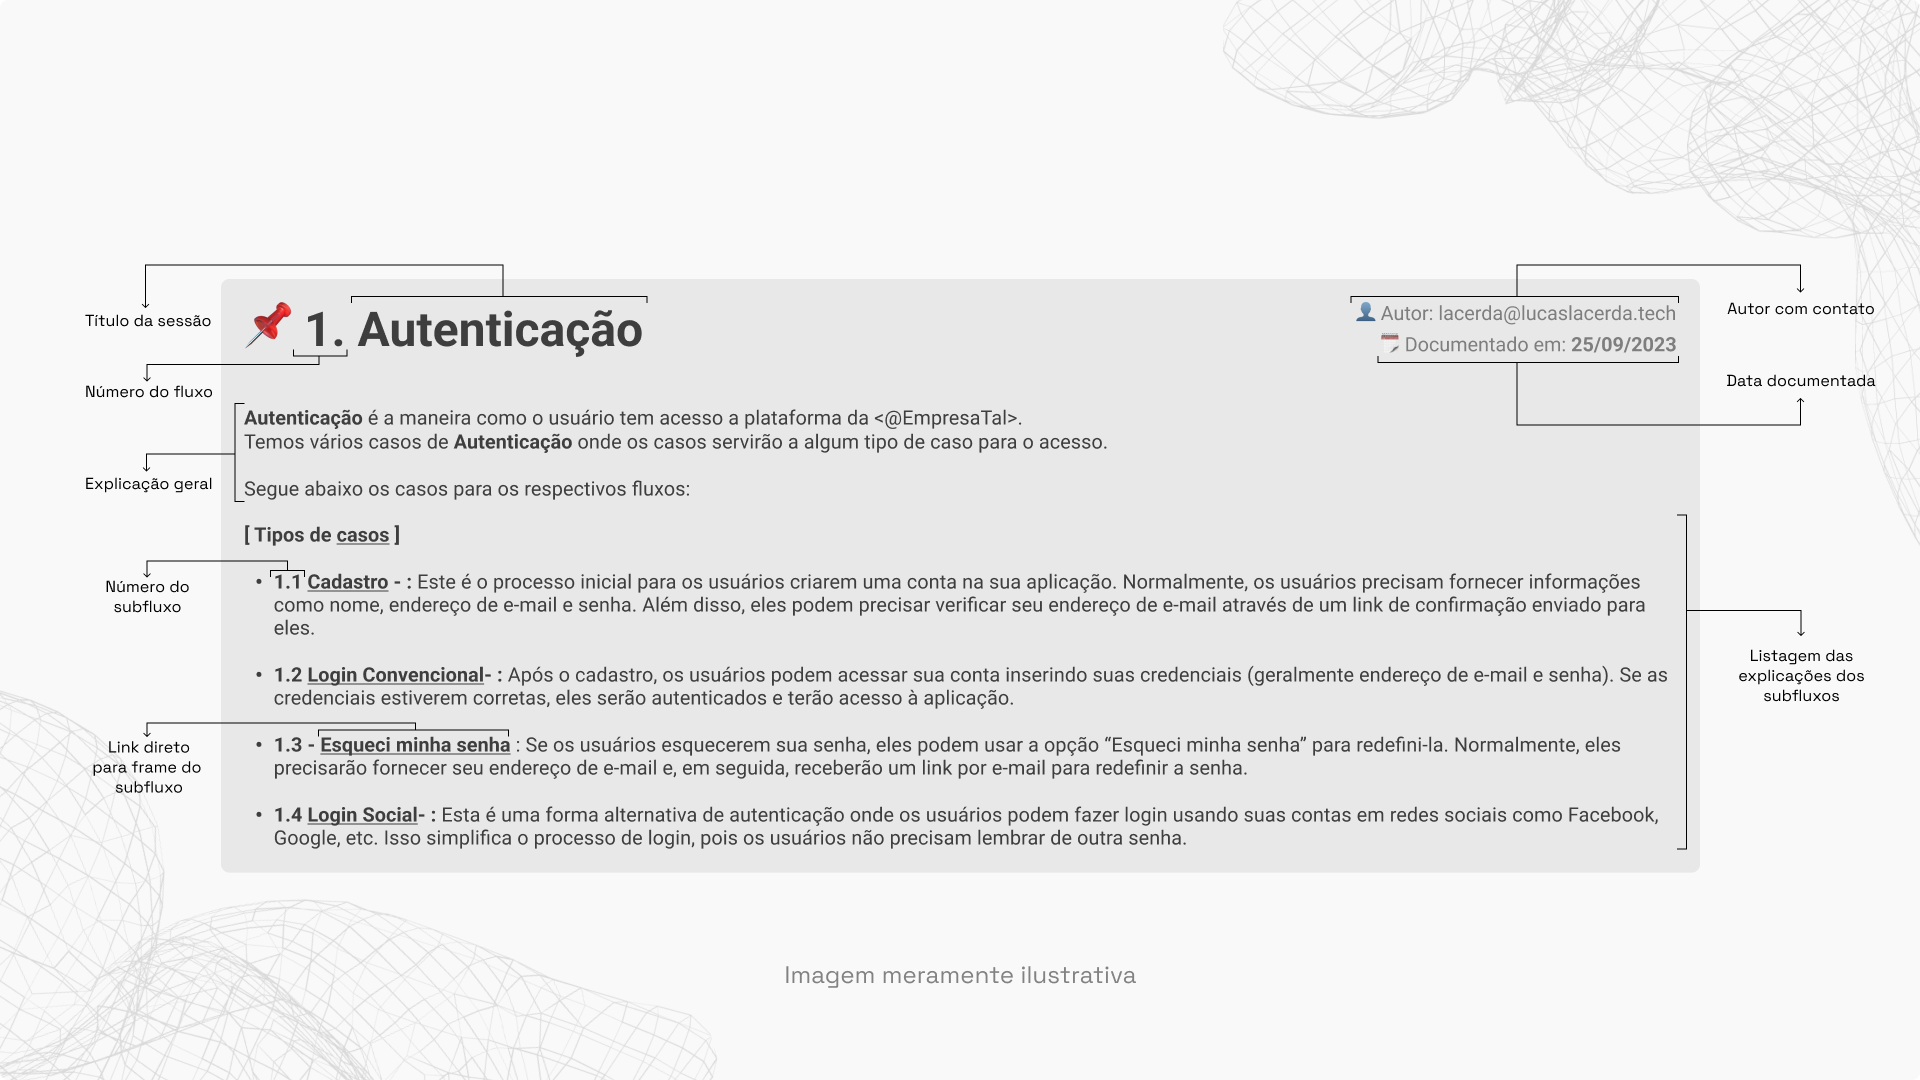 Título da sessão
Número do fluxo
Explicação geral
Número do
subfluxo
Link direto
para frame do
subfluxo
1. Autenticação
Autor: lacerda@lucaslacerda.tech
Documentado em: 25/09/2023
Autenticação é a maneira como o usuário tem acesso a plataforma da <@EmpresaTal>.
Temos vários casos de Autenticação onde os casos servirão a algum tipo de caso para o acesso.
Segue abaixo os casos para os respectivos fluxos:
[ Tipos de casos ]
• 1.1 Cadastro - : Este é o processo inicial para os usuários criarem uma conta na sua aplicação. Normalmente, os usuários precisam fornecer informações
como nome, endereço de e-mail e senha. Além disso, eles podem precisar verificar seu endereço de e-mail através de um link de confirmação enviado para
eles.
• 1.2 Login Convencional- : Após o cadastro, os usuários podem acessar sua conta inserindo suas credenciais (geralmente endereço de e-mail e senha). Se as
credenciais estiverem corretas, eles serão autenticados e terão acesso à aplicação.
• 1.3 - Esqueci minha senha : Se os usuários esquecerem sua senha, eles podem usar a opção “Esqueci minha senha” para redefini-la. Normalmente, eles
precisarão fornecer seu endereço de e-mail e, em seguida, receberão um link por e-mail para redefinir a senha.
• 1.4 Login Social- : Esta é uma forma alternativa de autenticação onde os usuários podem fazer login usando suas contas em redes sociais como Facebook,
Google, etc. Isso simplifica o processo de login, pois os usuários não precisam lembrar de outra senha.
Autor com contato
Data documentada
Listagem das
explicações dos
subfluxos
Imagem meramente ilustrativa